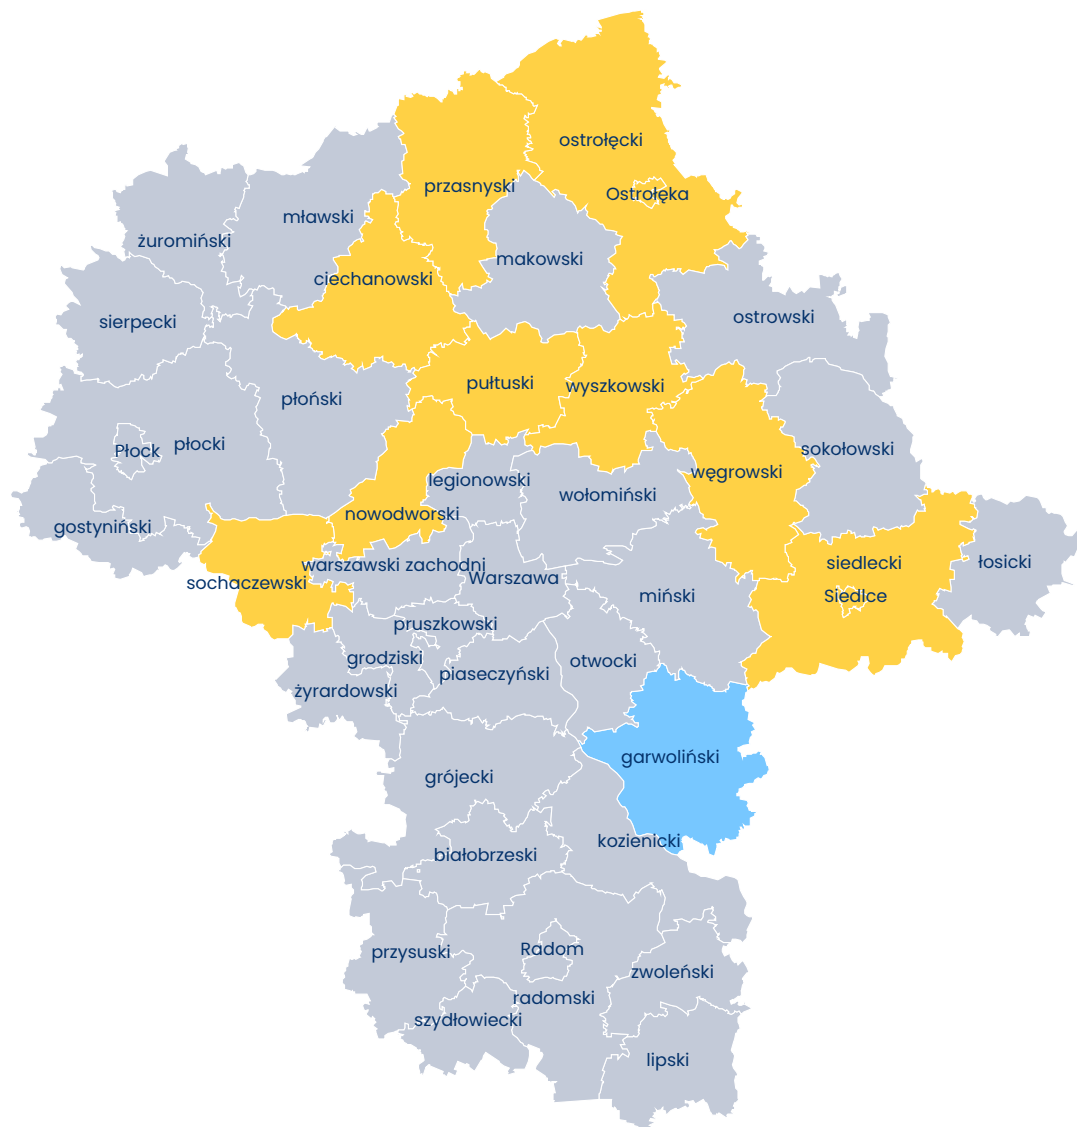 ostrołęcki
przasnyski
Ostrołęka
mławski
żuromiński
makowski
ciechanowski
ostrowski
sierpecki
pułtuski
wyszkowski
płoński
płocki
Płock
sokołowski
węgrowski
legionowski
wołomiński
nowodworski
gostyniński
siedlecki
łosicki
warszawski zachodni
Warszawa
sochaczewski
miński
Siedlce
pruszkowski
grodziski
otwocki
piaseczyński
żyrardowski
garwoliński
grójecki
kozienicki
białobrzeski
Radom
przysuski
zwoleński
radomski
szydłowiecki
lipski